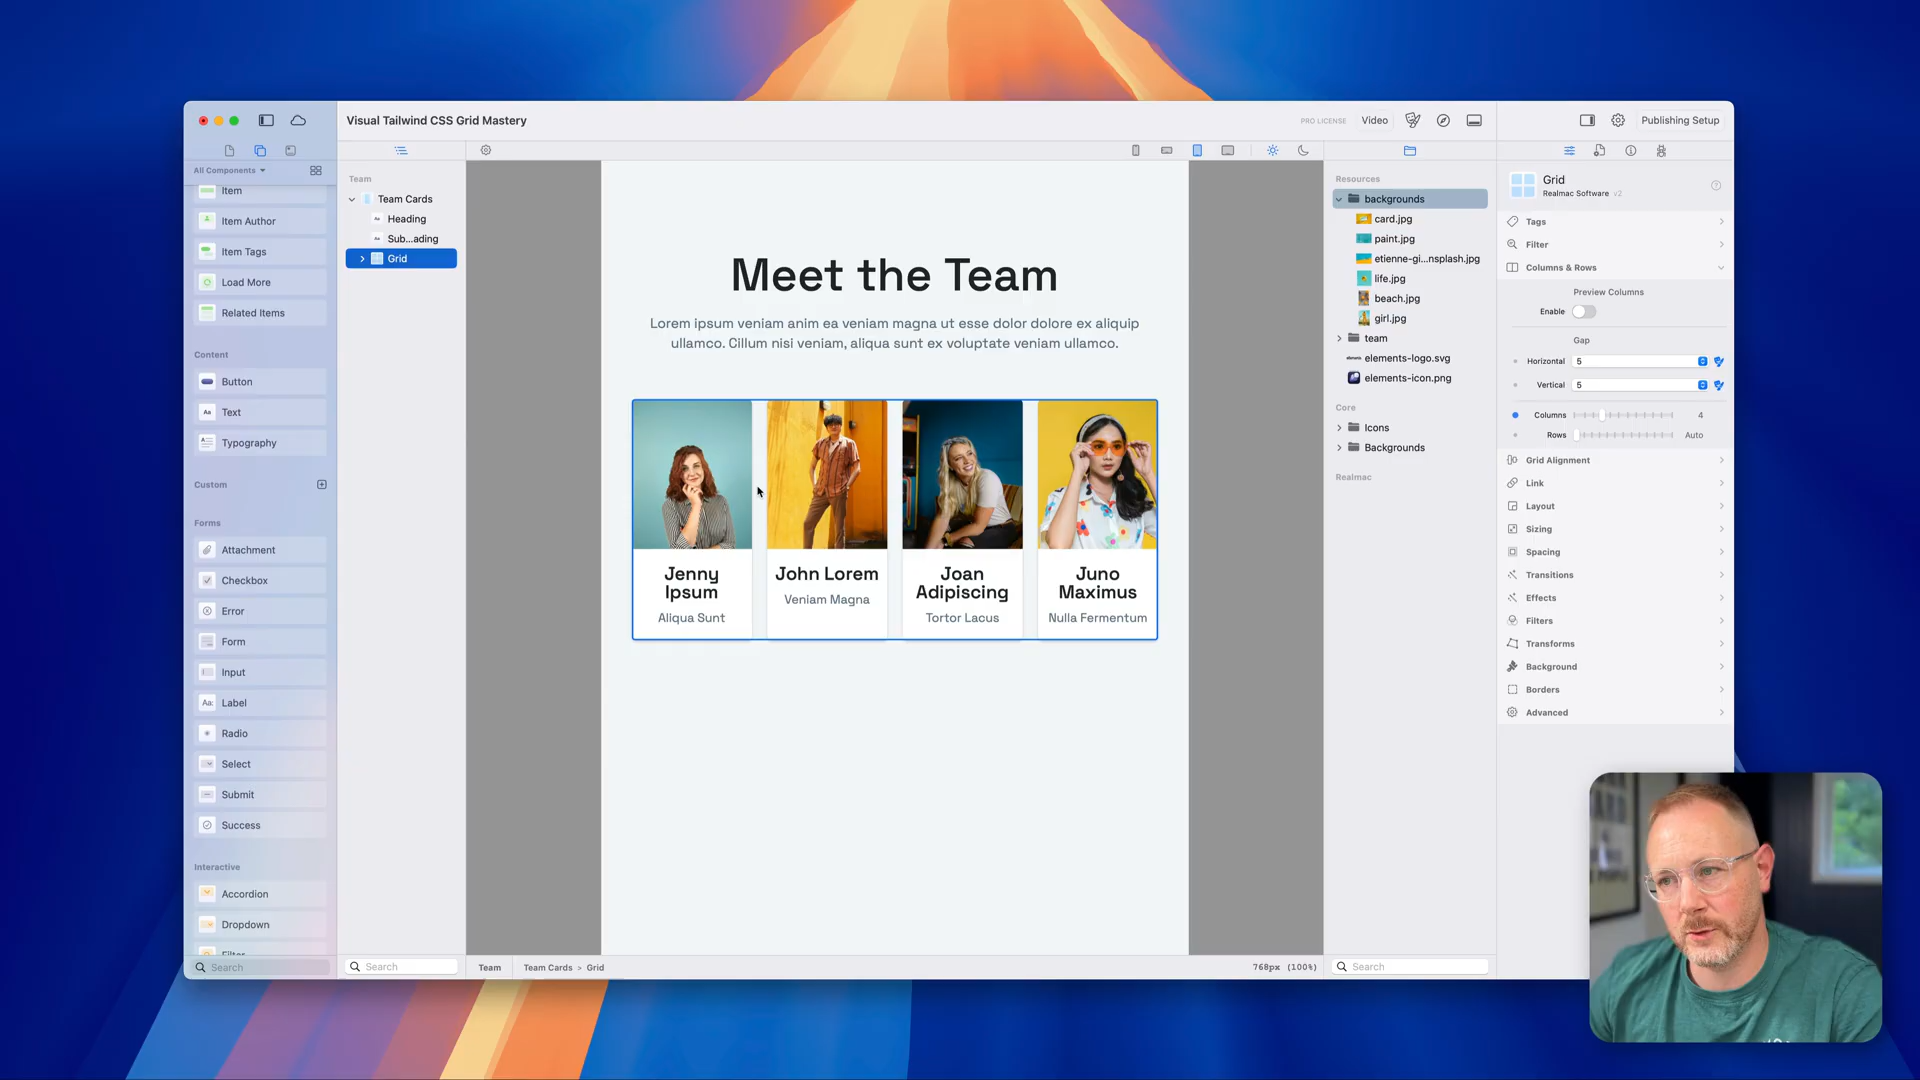 Visual Tailwind CSS Grid Mastery
PRO LICENSE
Video
Publishing Setup
All Components
Item
Item Author
Item Tags
Load More
Related Items
Content
Button
Text
Typography
Custom
Forms
Attachment
Checkbox
Error
Form
Input
Label
Radio
Select
Submit
Success
Interactive
Accordion
Dropdown
Filter
Search
Team
Team Cards
Heading
Sub...ading
Grid
Search
Meet the Team
Lorem ipsum veniam anim ea veniam magna ut esse dolor dolore ex aliquip
ullamco. Cillum nisi veniam, aliqua sunt ex voluptate veniam ullamco.
Jenny
Ipsum
Aliqua Sunt
John Lorem
Veniam Magna
Joan
Adipiscing
Tortor Lacus
Juno
Maximus
Nulla Fermentum
Team
Team Cards > Grid
768px (100%)
Resources
backgrounds
card.jpg
paint.jpg
etienne-gi...nsplash.jpg
life.jpg
beach.jpg
girl.jpg
team
elements-logo.svg
elements-icon.png
Core
Icons
Backgrounds
Realmac
Search
Grid
Realmac Software v2
Tags
Filter
Columns & Rows
Preview Columns
Enable
Gap
Horizontal 5
Vertical 5
Columns 4
Rows Auto
Grid Alignment
Link
Layout
Sizing
Spacing
Transitions
Effects
Filters
Transforms
Background
Borders
Advanced